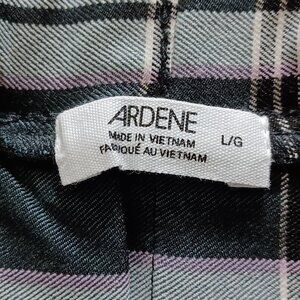 ARDENE
MADE IN VIETNAM
L/G
FABRIQUÉ AU VIETNAM